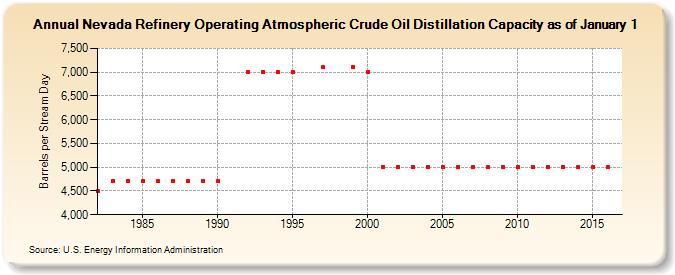 Annual Nevada Refinery Operating Atmospheric Crude Oil Distillation Capacity as of January 1
Barrels per Stream Day
7,500
7,000
6,500
6,000
5,500
5,000
4,500
4,000
1985 1990 1995 2000 2005 2010 2015
Source: U.S. Energy Information Administration